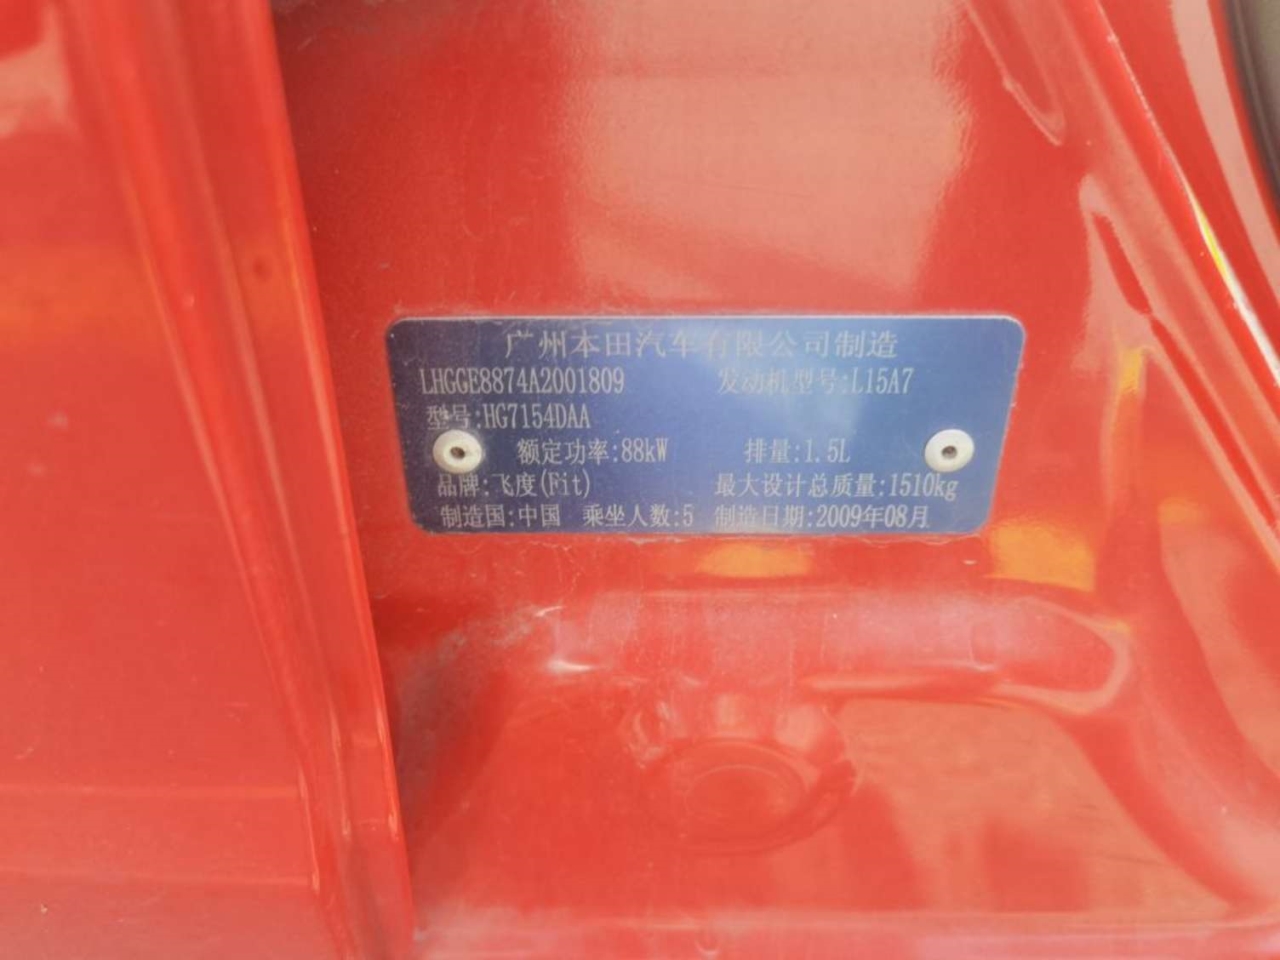 广州本田汽车有限公司制造
LHGGE8874A2001809 发动机型号:L15A7
型号:HG7154DAA
额定功率:88kW 排量:1.5L
品牌:飞度(Fit) 最大设计总质量:1510kg
制造国:中国 乘坐人数:5 制造日期:2009年08月